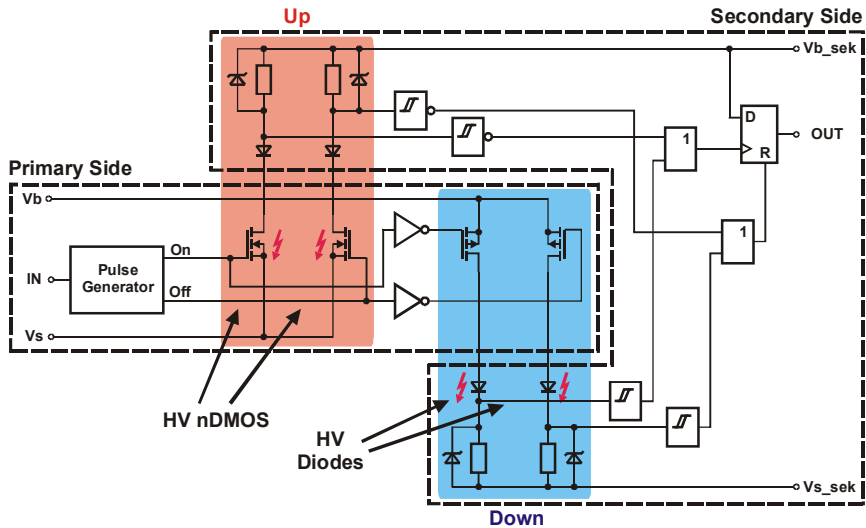 Up
Secondary Side
Vb_sek
D
OUT
1
R
Primary Side
Vb
1
On
IN
Pulse
Generator
Off
Vs
HV nDMOS
HV
Diodes
Vs_sek
Down